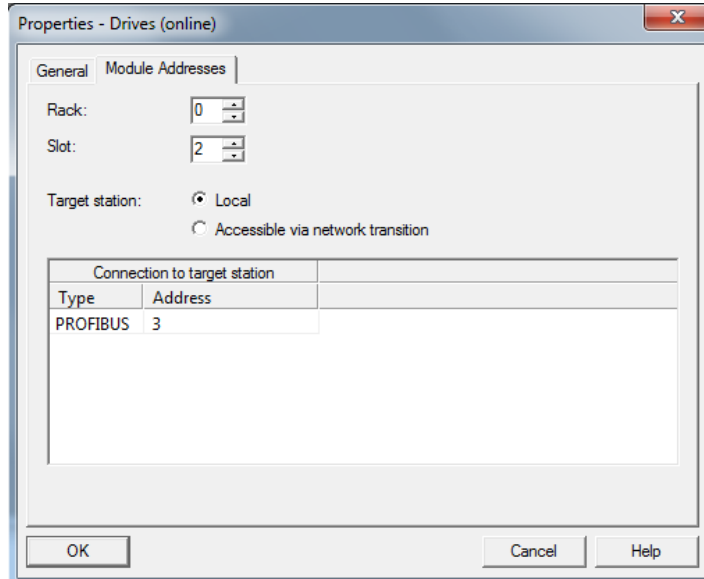 Properties - Drives (online)
General Module Addresses
Rack: 0
Slot: 2
Target station: Local
Accessible via network transition
Connection to target station
Type Address
PROFIBUS 3
OK Cancel Help